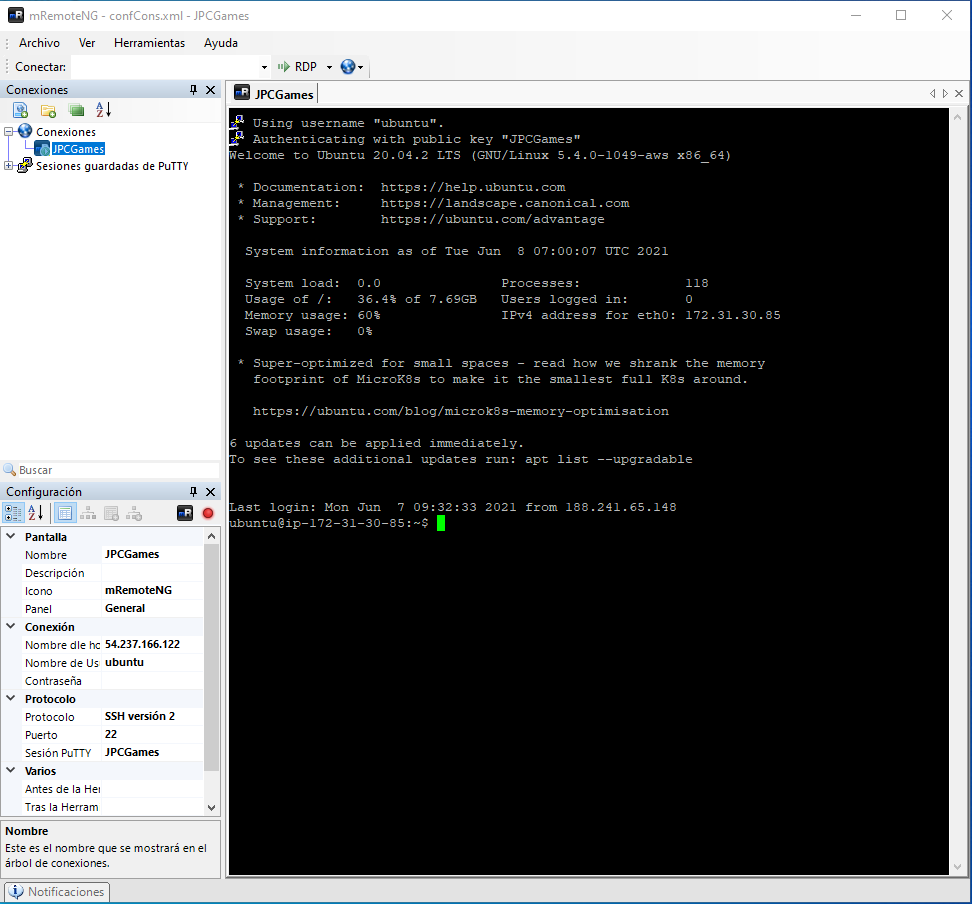 mRemoteNG - confCons.xml - JPCGames
Archivo Ver Herramientas Ayuda
Conectar: RDP
Conexiones
Conexiones
JPCGames
Sesiones guardadas de PuTTY
Buscar
Configuración
Pantalla
Nombre JPCGames
Descripción
Icono mRemoteNG
Panel General
Conexión
Nombre dle ho 54.237.166.122
Nombre de Us ubuntu
Contraseña
Protocolo
Protocolo SSH versión 2
Puerto 22
Sesión PuTTY JPCGames
Varios
Antes de la Her
Tras la Herram
Nombre
Este es el nombre que se mostrará en el
árbol de conexiones.
Notificaciones
JPCGames
Using username "ubuntu".
Authenticating with public key "JPCGames"
Welcome to Ubuntu 20.04.2 LTS (GNU/Linux 5.4.0-1049-aws x86_64)
* Documentation: https://help.ubuntu.com
* Management: https://landscape.canonical.com
* Support: https://ubuntu.com/advantage
System information as of Tue Jun 8 07:00:07 UTC 2021
System load: 0.0 Processes: 118
Usage of /: 36.4% of 7.69GB Users logged in: 0
Memory usage: 60% IPv4 address for eth0: 172.31.30.85
Swap usage: 0%
* Super-optimized for small spaces - read how we shrank the memory
footprint of MicroK8s to make it the smallest full K8s around.
https://ubuntu.com/blog/microk8s-memory-optimisation
6 updates can be applied immediately.
To see these additional updates run: apt list --upgradable
Last login: Mon Jun 7 09:32:33 2021 from 188.241.65.148
ubuntu@ip-172-31-30-85:~$